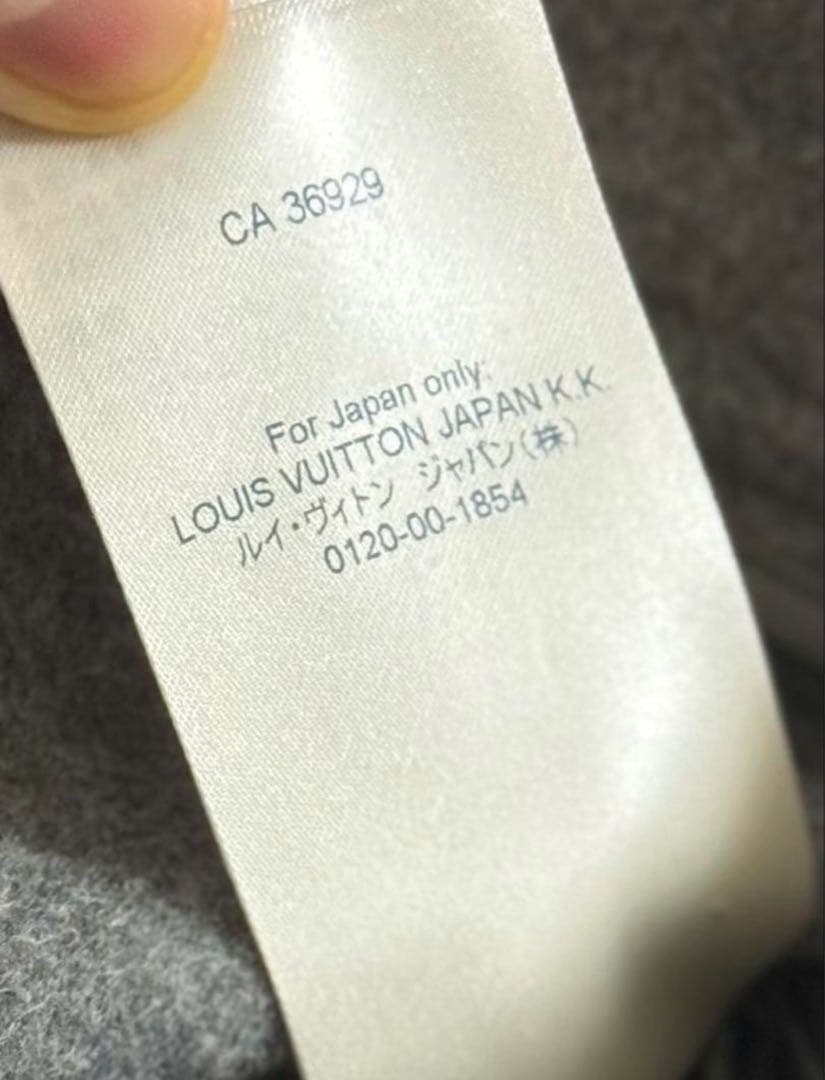 CA 36929
For Japan only:
LOUIS VUITTON JAPAN K.K.
ルイ・ヴィトン ジャパン(株)
0120-00-1854